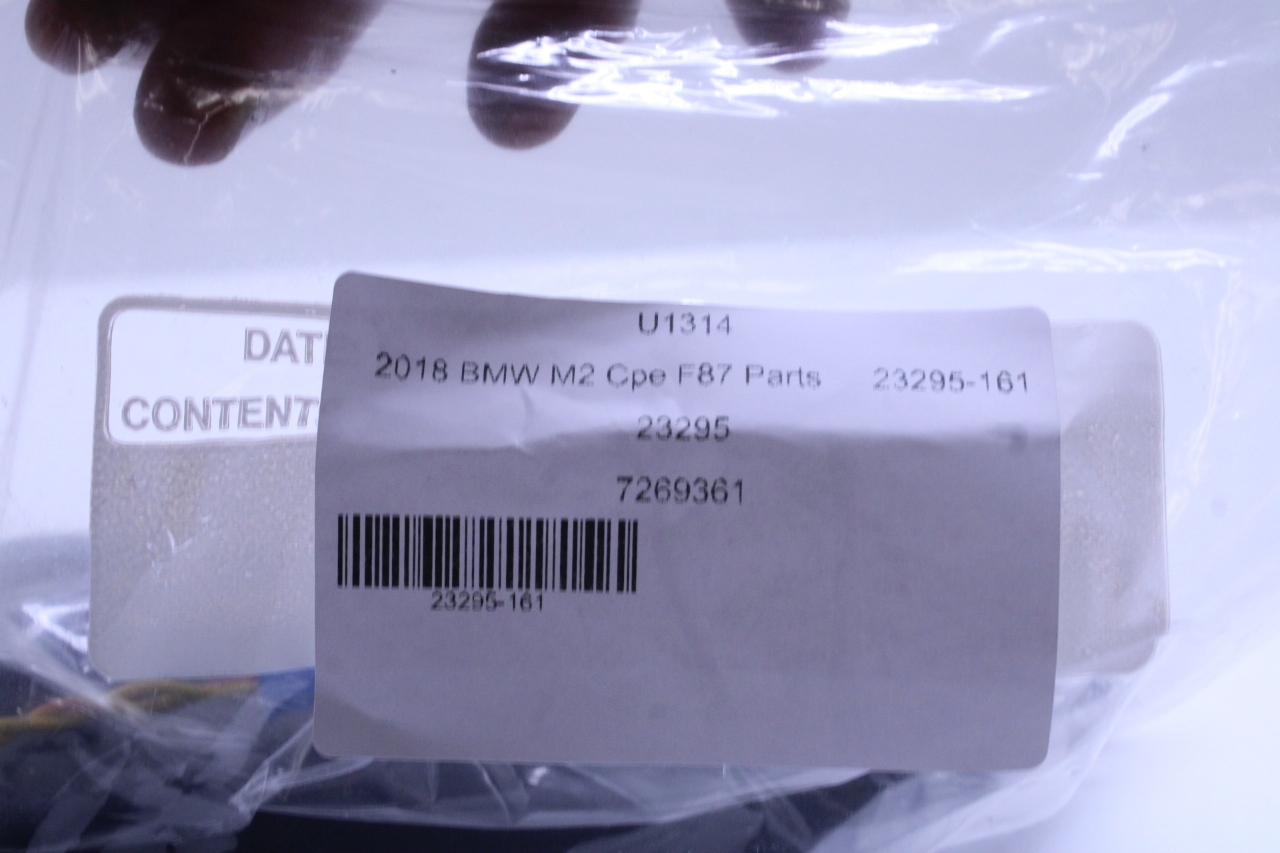 DAT
CONTENT
U1314
2018 BMW M2 Cpe F87 Parts 23295-161
23295
7269361
23295-161